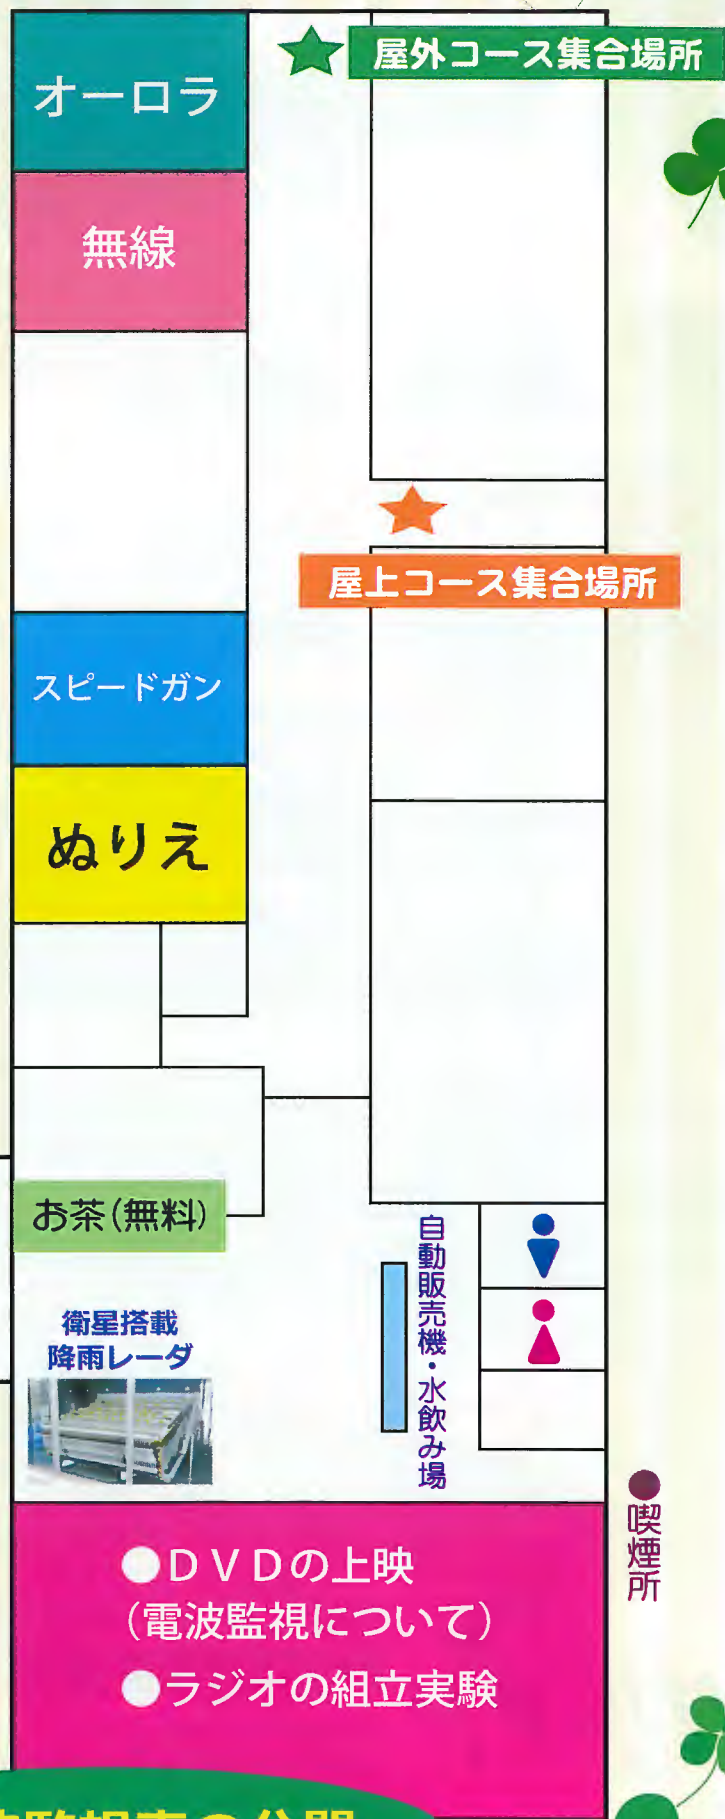 オーロラ
屋外コース集合場所
無線
屋上コース集合場所
スピードガン
ぬりえ
お茶(無料)
自動販売機・水飲み場
衛星搭載
降雨レーダ
喫煙所
●DVDの上映
(電波監視について)
●ラジオの組立実験